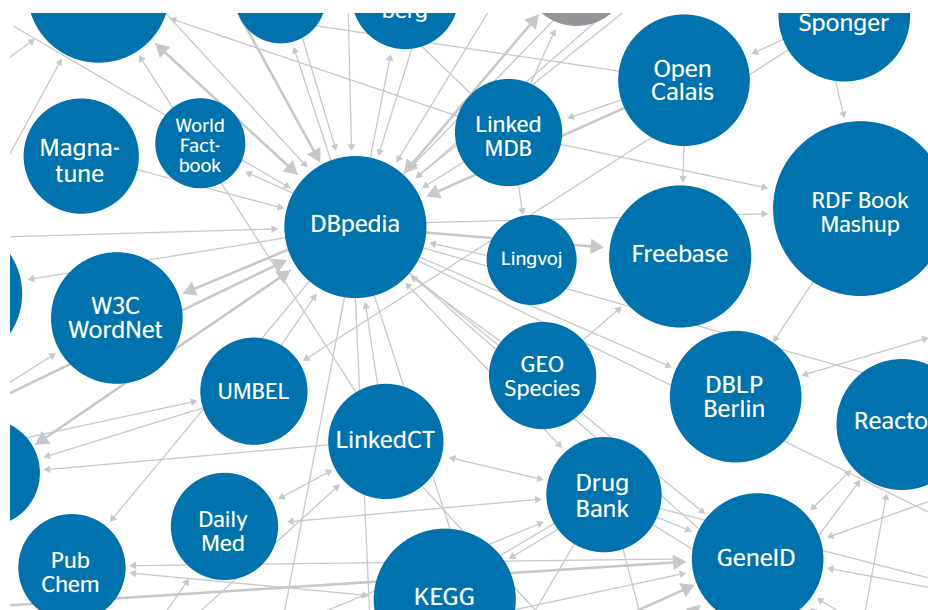 berg
Sponger
Open
Calais
World
Fact-
book
Linked
MDB
Magna-
tune
RDF Book
Mashup
DBpedia
Lingvoj
Freebase
W3C
WordNet
GEO
Species
UMBEL
DBLP
Berlin
Reacto
LinkedCT
Drug
Bank
Daily
Med
Pub
Chem
GeneID
KEGG